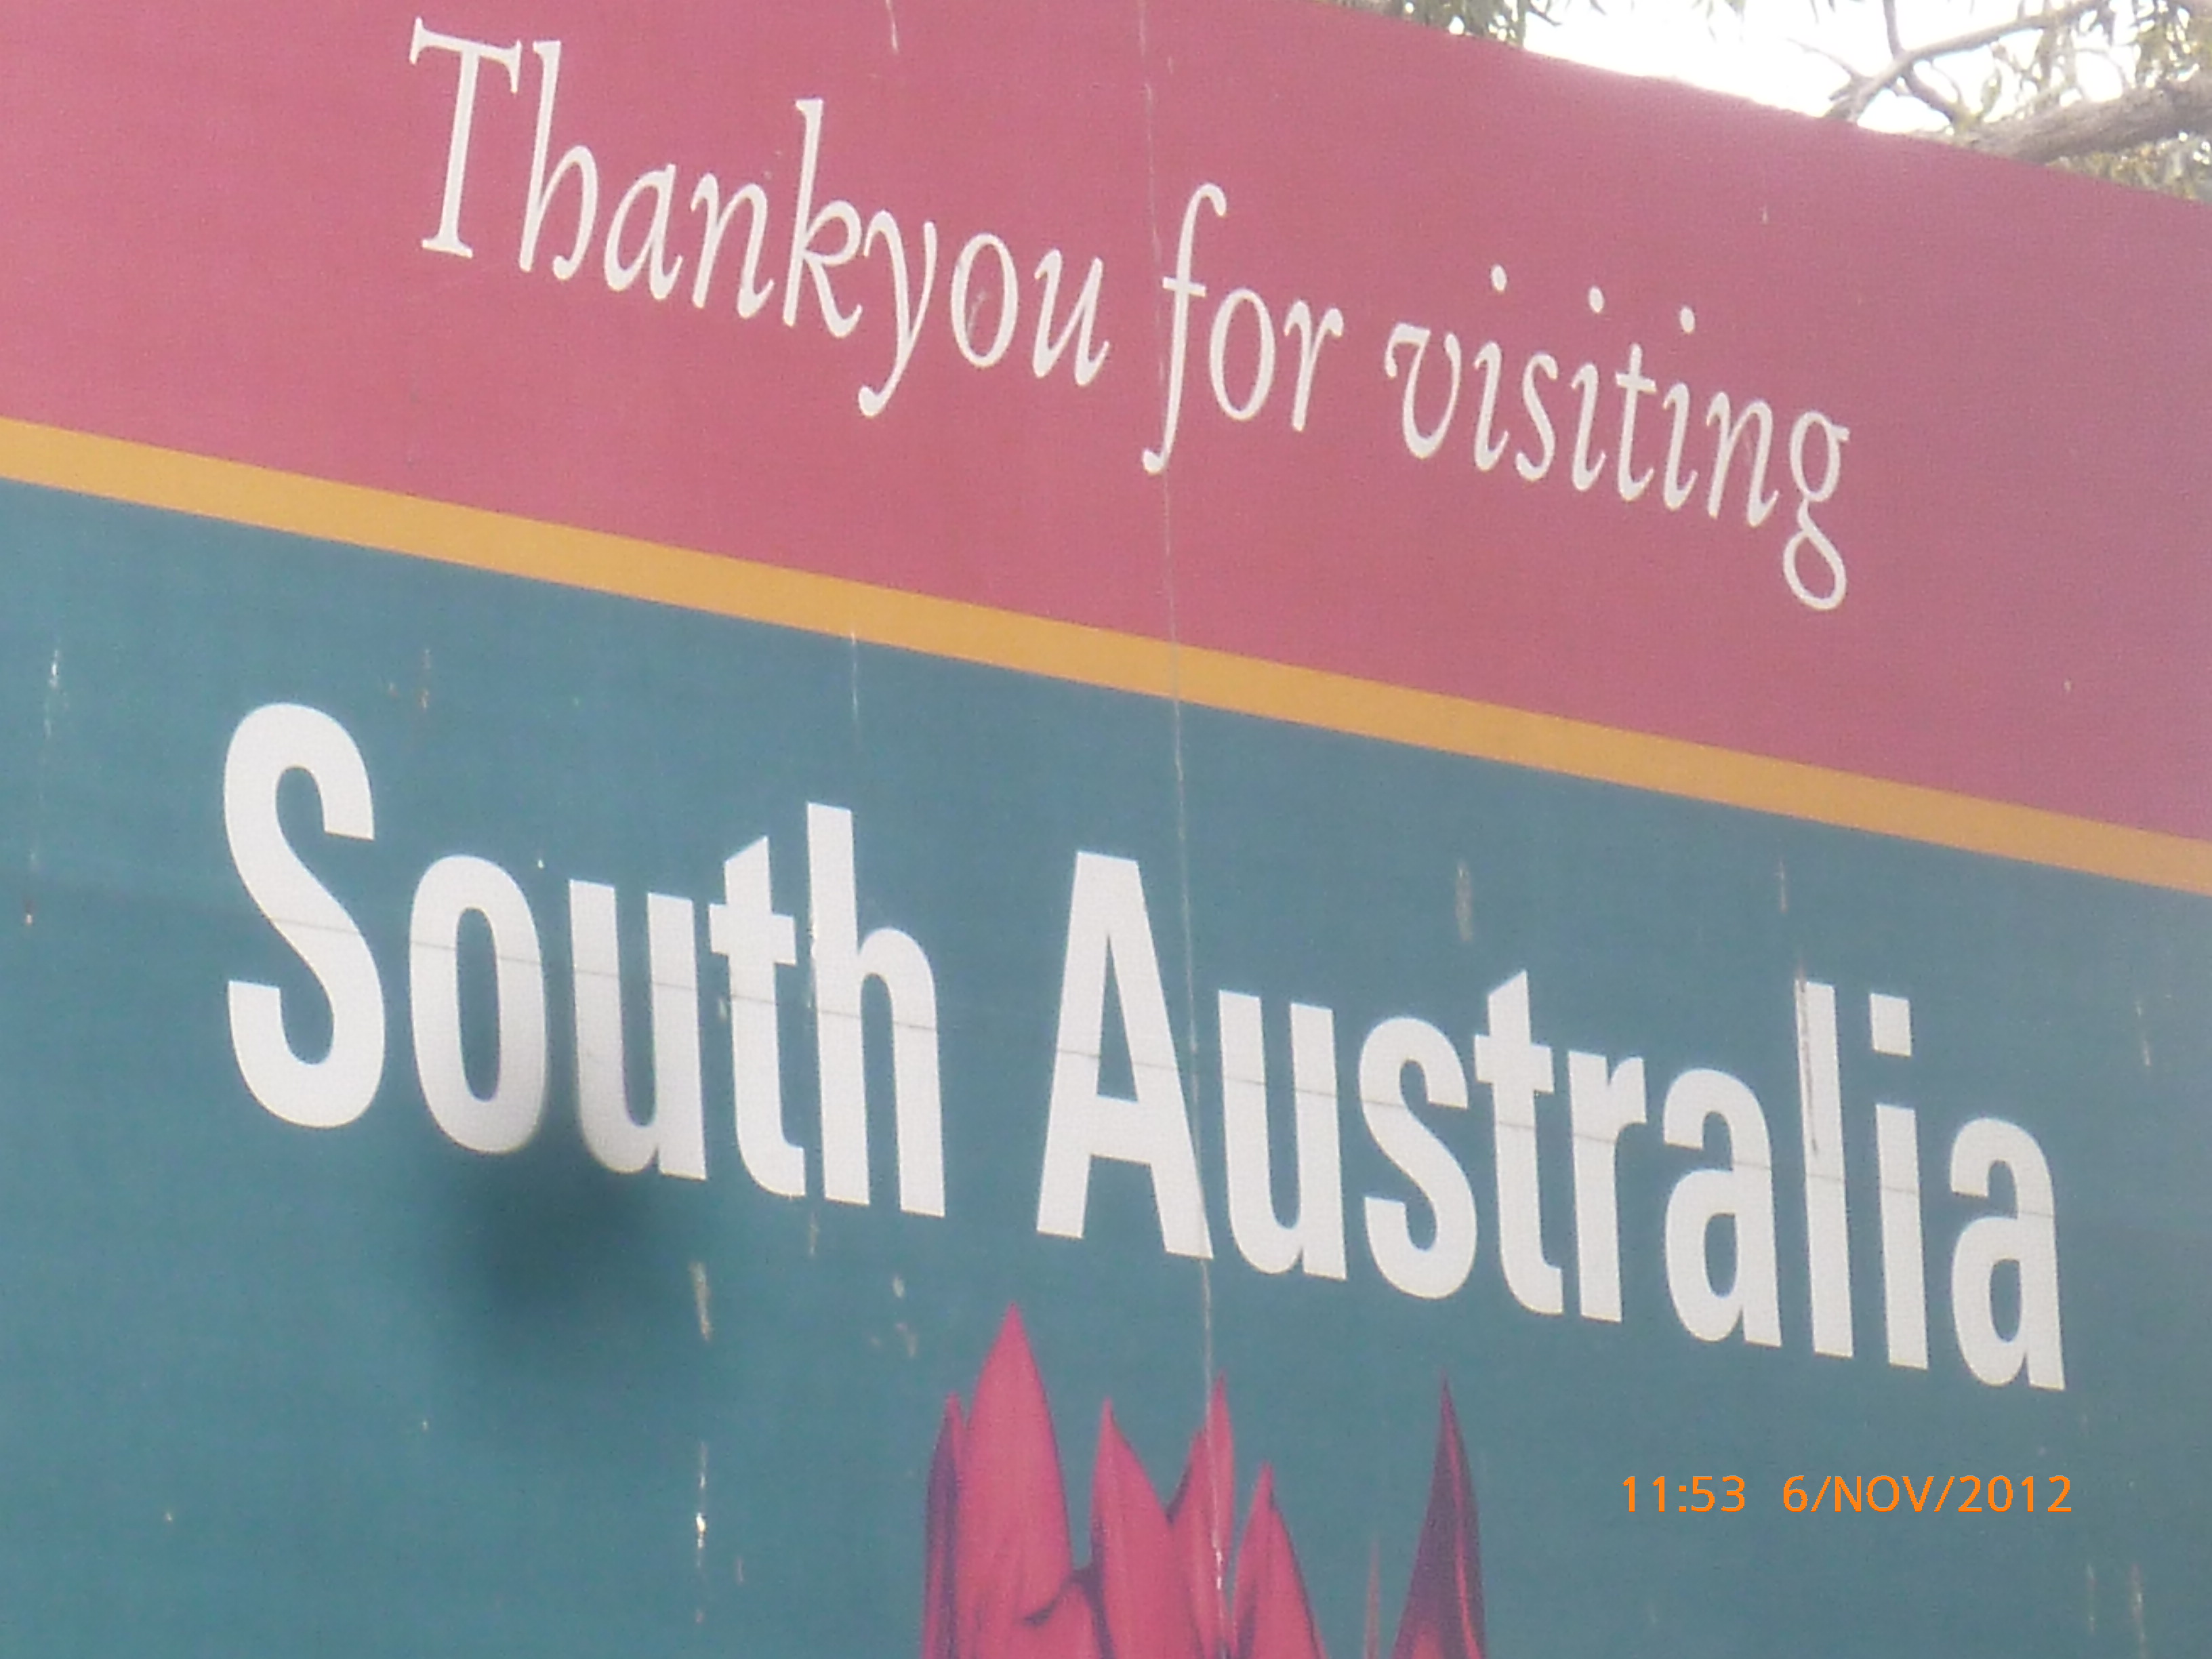 Thankyou for visiting
South Australia
11:53 6/NOV/2012